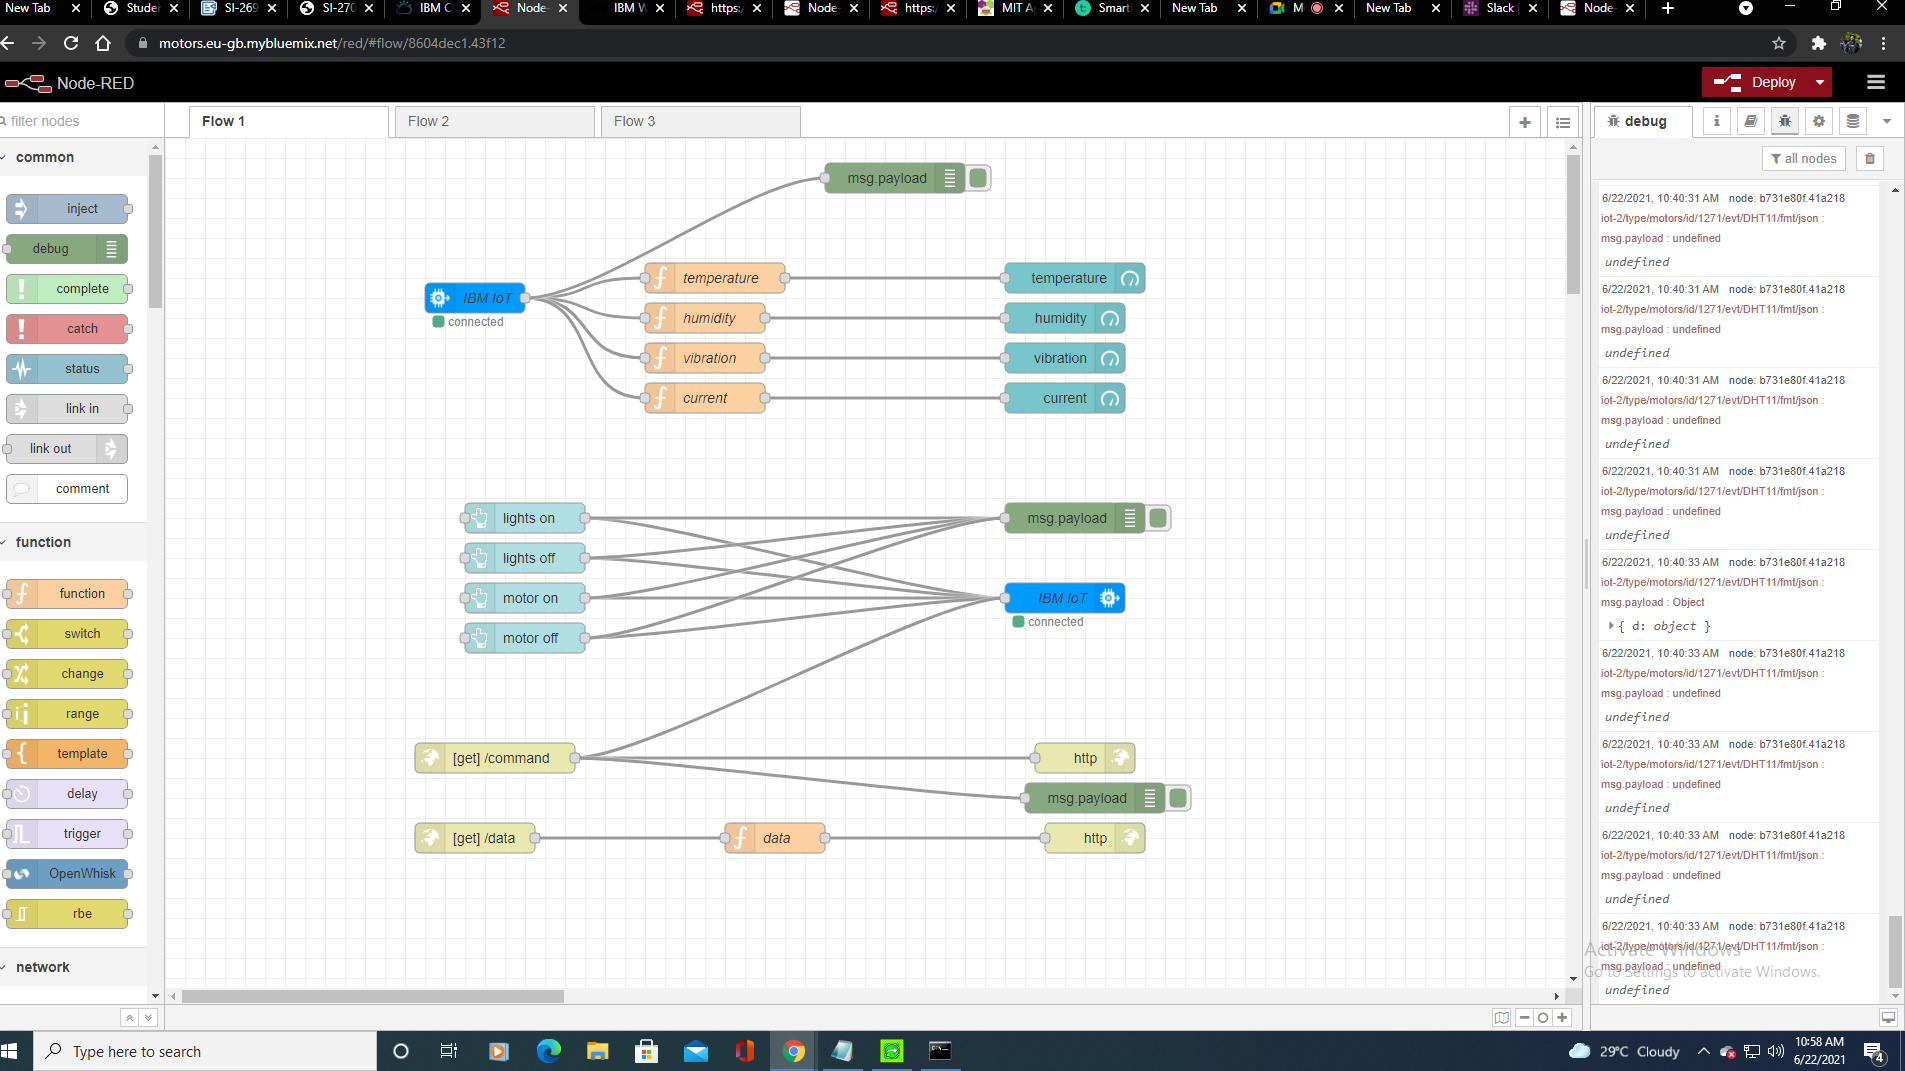 New Tab
Studer
SI-269
SI-270
IBM C
Node-
IBM W
https:/
Node-
https:/
MIT A
Smart
New Tab
M
New Tab
Slack
Node-
motors.eu-gb.mybluemix.net/red/#flow/8604dec1.43f12
Node-RED
Deploy
filter nodes
Flow 1
Flow 2
Flow 3
debug
all nodes
common
inject
debug
complete
catch
status
link in
link out
comment
function
function
switch
change
range
template
delay
trigger
OpenWhisk
rbe
network
msg.payload
IBM IoT
connected
temperature
temperature
humidity
humidity
vibration
vibration
current
current
lights on
msg.payload
lights off
motor on
IBM IoT
connected
motor off
[get] /command
http
msg.payload
[get] /data
data
http
6/22/2021, 10:40:31 AM node: b731e80f.41a218
iot-2/type/motors/id/1271/evt/DHT11/fmt/json :
msg.payload : undefined
undefined
6/22/2021, 10:40:31 AM node: b731e80f.41a218
iot-2/type/motors/id/1271/evt/DHT11/fmt/json :
msg.payload : undefined
undefined
6/22/2021, 10:40:31 AM node: b731e80f.41a218
iot-2/type/motors/id/1271/evt/DHT11/fmt/json :
msg.payload : undefined
undefined
6/22/2021, 10:40:31 AM node: b731e80f.41a218
iot-2/type/motors/id/1271/evt/DHT11/fmt/json :
msg.payload : undefined
undefined
6/22/2021, 10:40:33 AM node: b731e80f.41a218
iot-2/type/motors/id/1271/evt/DHT11/fmt/json :
msg.payload : Object
{ d: object }
6/22/2021, 10:40:33 AM node: b731e80f.41a218
iot-2/type/motors/id/1271/evt/DHT11/fmt/json :
msg.payload : undefined
undefined
6/22/2021, 10:40:33 AM node: b731e80f.41a218
iot-2/type/motors/id/1271/evt/DHT11/fmt/json :
msg.payload : undefined
undefined
6/22/2021, 10:40:33 AM node: b731e80f.41a218
iot-2/type/motors/id/1271/evt/DHT11/fmt/json :
msg.payload : undefined
undefined
6/22/2021, 10:40:33 AM node: b731e80f.41a218
iot-2/type/motors/id/1271/evt/DHT11/fmt/json :
msg.payload : undefined
undefined
Activate Windows
Go to Settings to activate Windows.
Type here to search
29°C Cloudy
10:58 AM
6/22/2021
4